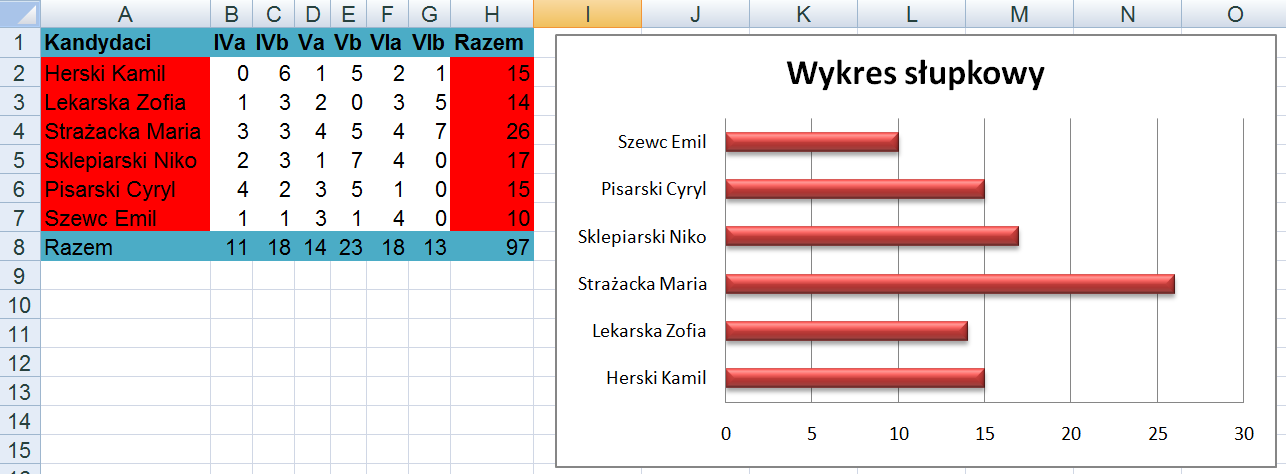 A B C D E F G H I J K L M N O
1 Kandydaci IVa IVb Va Vb VIa VIb Razem
2 Herski Kamil 0 6 1 5 2 1 15
3 Lekarska Zofia 1 3 2 0 3 5 14
4 Strażacka Maria 3 3 4 5 4 7 26
5 Sklepiarski Niko 2 3 1 7 4 0 17
6 Pisarski Cyryl 4 2 3 5 1 0 15
7 Szewc Emil 1 1 3 1 4 0 10
8 Razem 11 18 14 23 18 13 97
9
10
11
12
13
14
15
Wykres słupkowy
Szewc Emil
Pisarski Cyryl
Sklepiarski Niko
Strażacka Maria
Lekarska Zofia
Herski Kamil
0 5 10 15 20 25 30